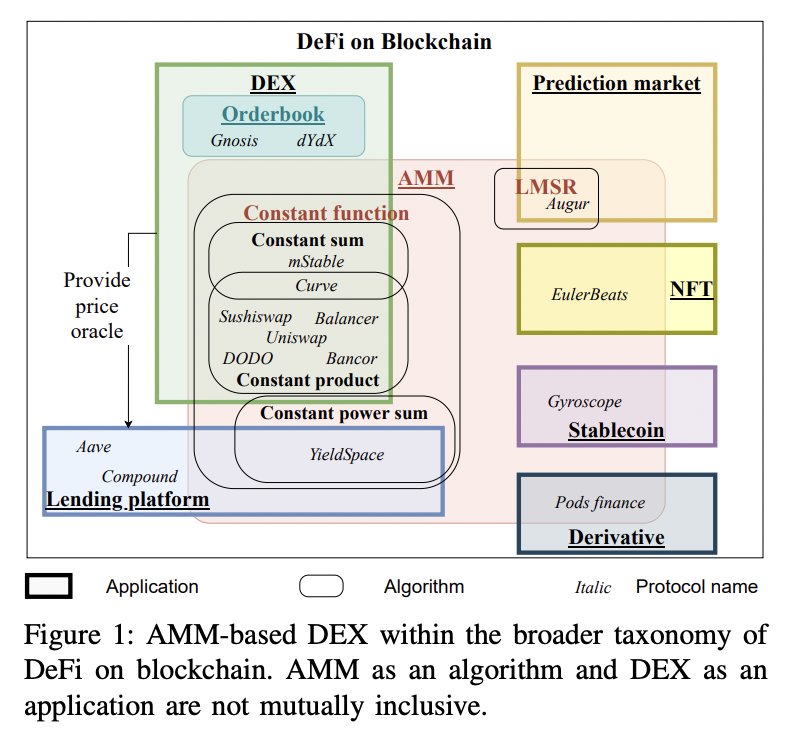 DeFi on Blockchain
DEX
Orderbook
Gnosis dYdX
Prediction market
AMM
LMSR
Augur
Constant function
Constant sum
mStable
Curve
Sushiswap Balancer
Uniswap
DODO Bancor
Constant product
Provide
price
oracle
EulerBeats NFT
Constant power sum
YieldSpace
Aave
Compound
Lending platform
Gyroscope
Stablecoin
Pods finance
Derivative
Application Algorithm Italic Protocol name
Figure 1: AMM-based DEX within the broader taxonomy of
DeFi on blockchain. AMM as an algorithm and DEX as an
application are not mutually inclusive.